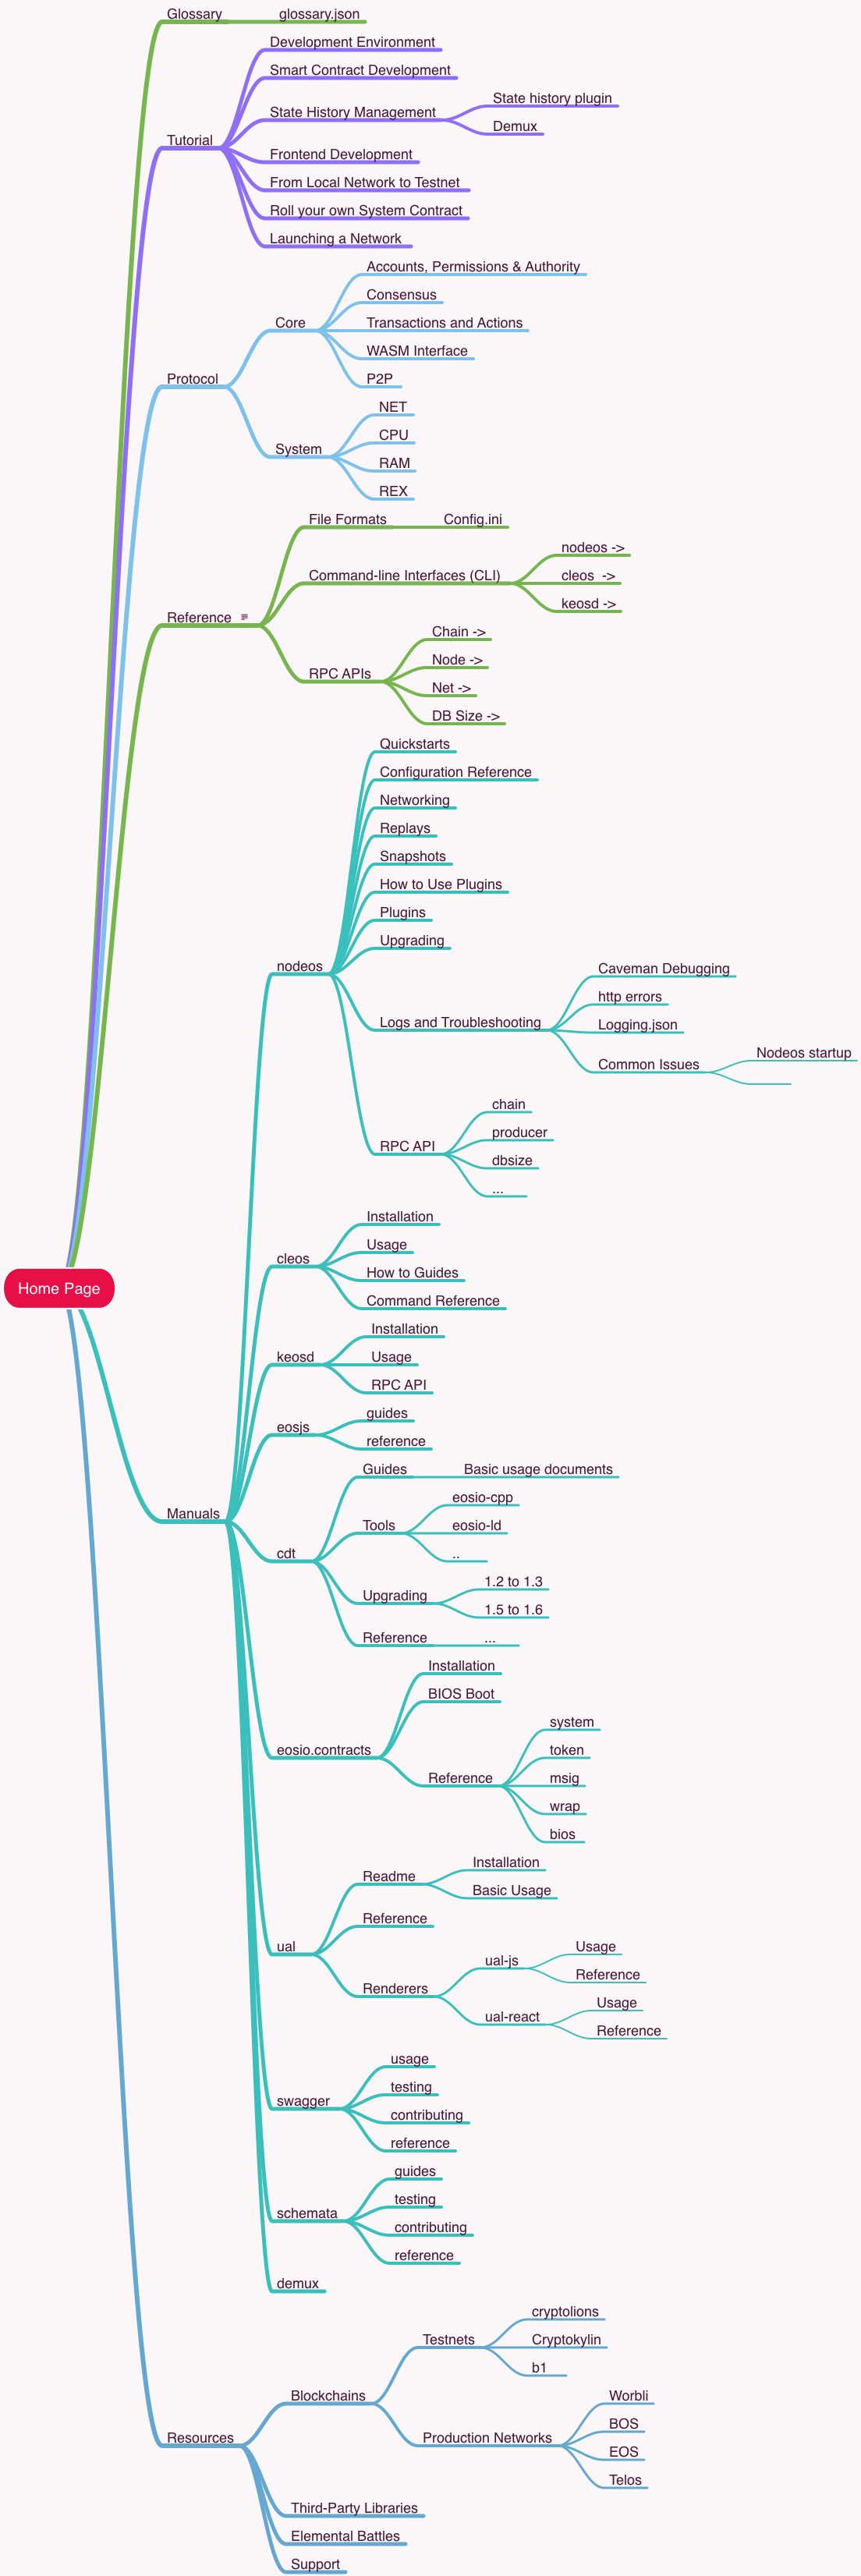 Glossary
glossary.json
Tutorial
Development Environment
Smart Contract Development
State History Management
State history plugin
Demux
Frontend Development
From Local Network to Testnet
Roll your own System Contract
Launching a Network
Protocol
Core
Accounts, Permissions & Authority
Consensus
Transactions and Actions
WASM Interface
P2P
System
NET
CPU
RAM
REX
Reference
File Formats
Config.ini
Command-line Interfaces (CLI)
nodeos ->
cleos  ->
keosd ->
RPC APIs
Chain ->
Node ->
Net ->
DB Size ->
Home Page
Manuals
nodeos
Quickstarts
Configuration Reference
Networking
Replays
Snapshots
How to Use Plugins
Plugins
Upgrading
Logs and Troubleshooting
Caveman Debugging
http errors
Logging.json
Common Issues
Nodeos startup
RPC API
chain
producer
dbsize
...
cleos
Installation
Usage
How to Guides
Command Reference
keosd
Installation
Usage
RPC API
eosjs
guides
reference
cdt
Guides
Basic usage documents
Tools
eosio-cpp
eosio-ld
..
Upgrading
1.2 to 1.3
1.5 to 1.6
Reference
...
eosio.contracts
Installation
BIOS Boot
Reference
system
token
msig
wrap
bios
ual
Readme
Installation
Basic Usage
Reference
Renderers
ual-js
Usage
Reference
ual-react
Usage
Reference
swagger
usage
testing
contributing
reference
schemata
guides
testing
contributing
reference
demux
Resources
Blockchains
Testnets
cryptolions
Cryptokylin
b1
Production Networks
Worbli
BOS
EOS
Telos
Third-Party Libraries
Elemental Battles
Support